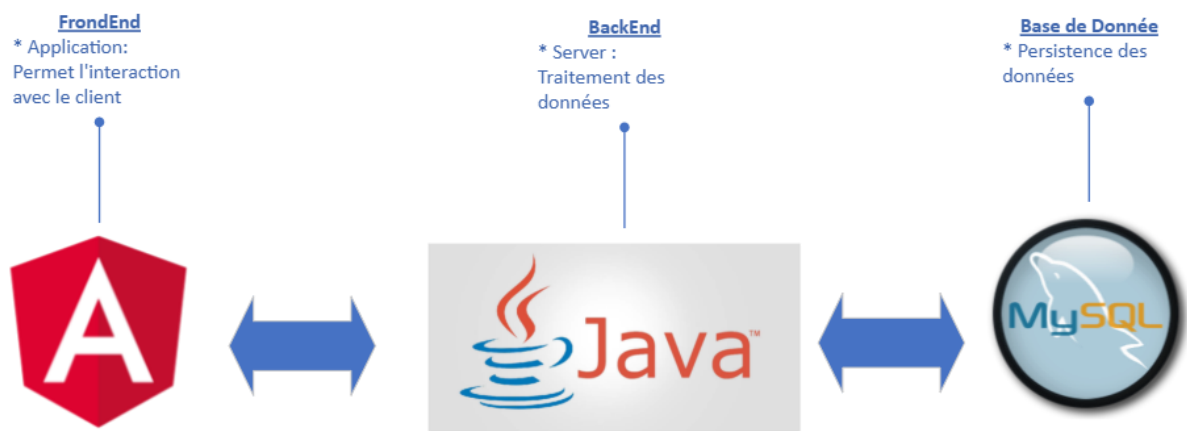 FrondEnd
* Application:
Permet l'interaction
avec le client
BackEnd
* Server :
Traitement des
données
Base de Donnée
* Persistence des
données
A
Java™
MySQL